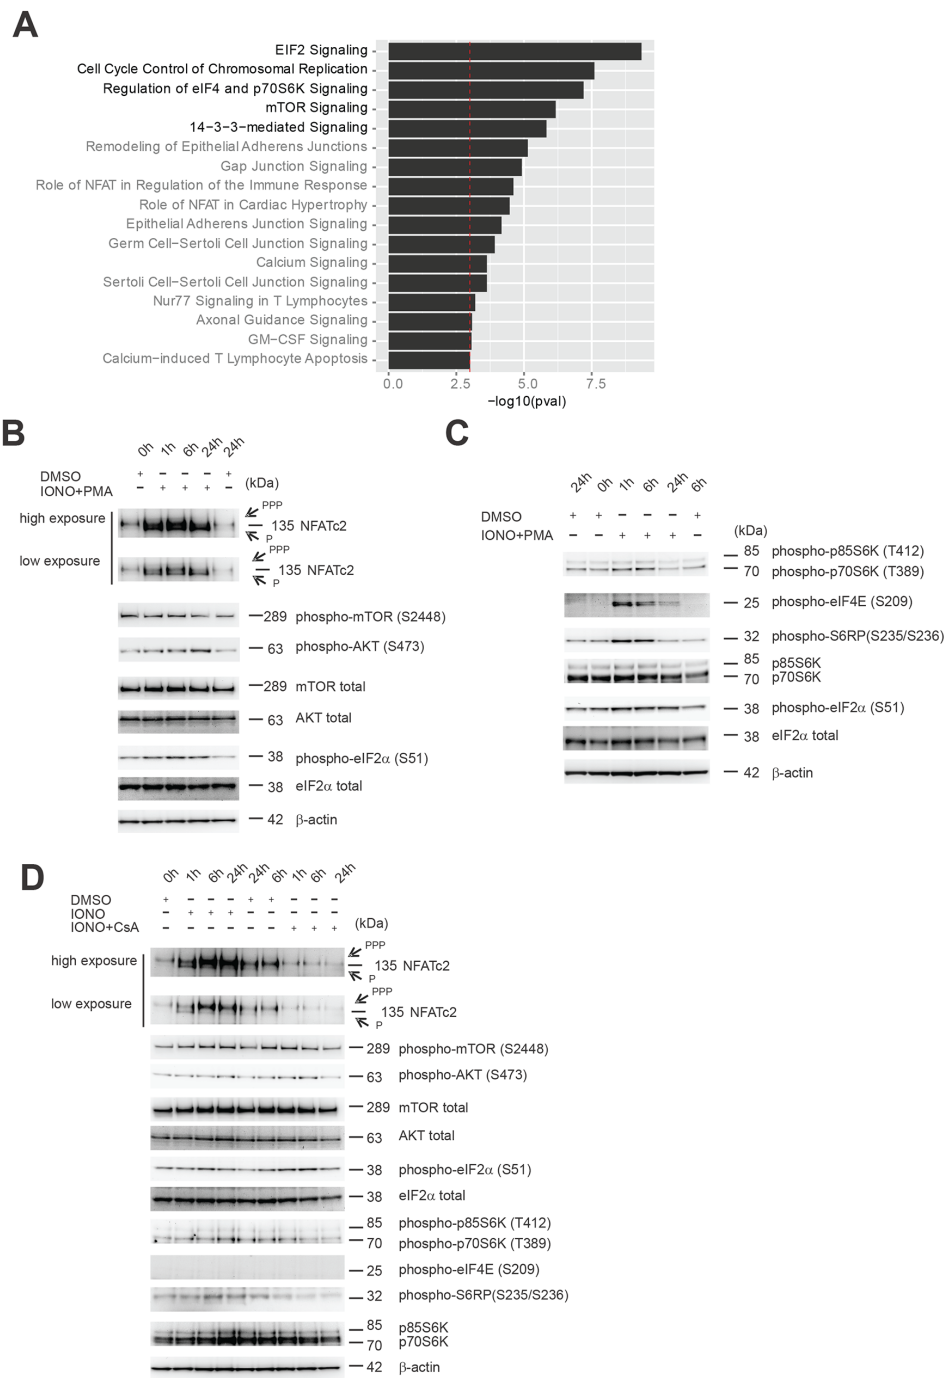 A
EIF2 Signaling
Cell Cycle Control of Chromosomal Replication
Regulation of eIF4 and p70S6K Signaling
mTOR Signaling
14−3−3−mediated Signaling
Remodeling of Epithelial Adherens Junctions
Gap Junction Signaling
Role of NFAT in Regulation of the Immune Response
Role of NFAT in Cardiac Hypertrophy
Epithelial Adherens Junction Signaling
Germ Cell−Sertoli Cell Junction Signaling
Calcium Signaling
Sertoli Cell−Sertoli Cell Junction Signaling
Nur77 Signaling in T Lymphocytes
Axonal Guidance Signaling
GM−CSF Signaling
Calcium−induced T Lymphocyte Apoptosis
0.0 2.5 5.0 7.5
−log10(pval)
B
0h 1h 6h 24h 24h
DMSO + − − − +
IONO+PMA − + + + −
(kDa)
high exposure
PPP
135 NFATc2
P
low exposure
PPP
135 NFATc2
P
289 phospho-mTOR (S2448)
63 phospho-AKT (S473)
289 mTOR total
63 AKT total
38 phospho-eIF2α (S51)
38 eIF2α total
42 β-actin
C
24h 0h 1h 6h 24h 6h
DMSO + + − − − +
IONO+PMA − − + + + −
(kDa)
85 phospho-p85S6K (T412)
70 phospho-p70S6K (T389)
25 phospho-eIF4E (S209)
32 phospho-S6RP(S235/S236)
85 p85S6K
70 p70S6K
38 phospho-eIF2α (S51)
38 eIF2α total
42 β-actin
D
0h 1h 6h 24h 24h 6h 1h 6h 24h
DMSO + − − − + + − − −
IONO − + + + − − − − −
IONO+CsA − − − − − − + + +
(kDa)
high exposure
PPP
135 NFATc2
P
low exposure
PPP
135 NFATc2
P
289 phospho-mTOR (S2448)
63 phospho-AKT (S473)
289 mTOR total
63 AKT total
38 phospho-eIF2α (S51)
38 eIF2α total
85 phospho-p85S6K (T412)
70 phospho-p70S6K (T389)
25 phospho-eIF4E (S209)
32 phospho-S6RP(S235/S236)
85 p85S6K
70 p70S6K
42 β-actin